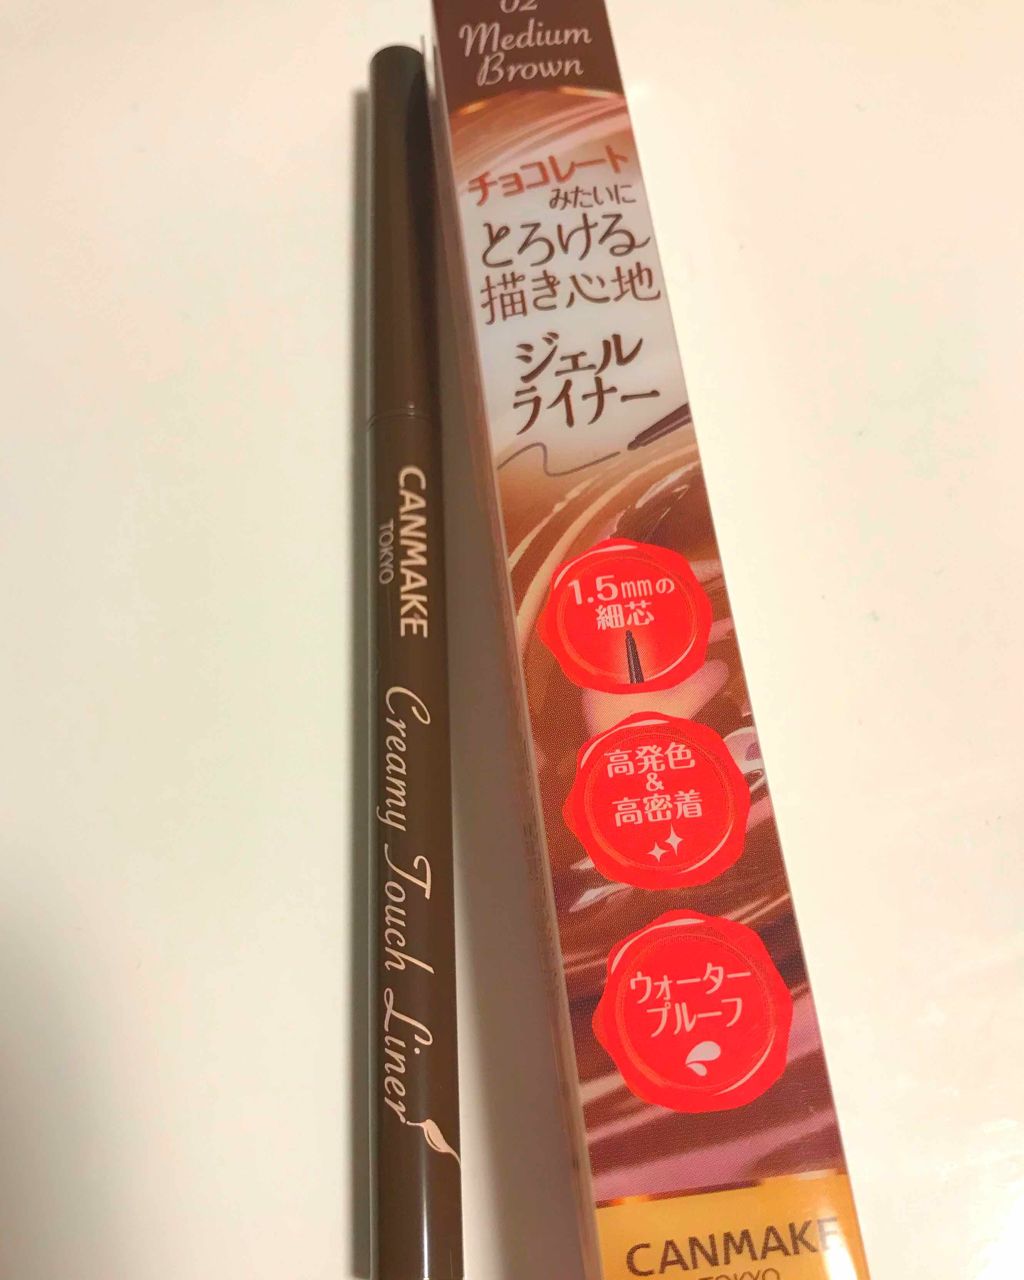 02
Medium
Brown
チョコレート
みたいに
とろける
描き心地
ジェル
ライナー
1.5mmの
細芯
高発色
&
高密着
ウォーター
プルーフ
CANMAKE
TOKYO
CANMAKE
TOKYO
Creamy Touch Liner